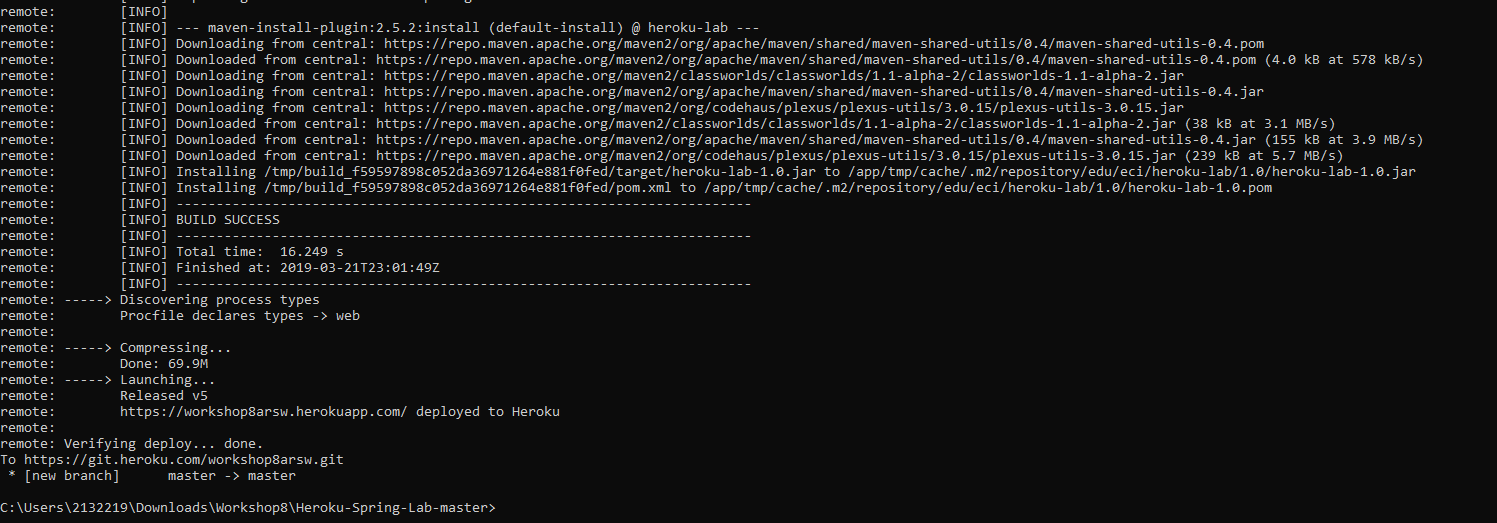 remote:        [INFO]
remote:        [INFO] --- maven-install-plugin:2.5.2:install (default-install) @ heroku-lab ---
remote:        [INFO] Downloading from central: https://repo.maven.apache.org/maven2/org/apache/maven/shared/maven-shared-utils/0.4/maven-shared-utils-0.4.pom
remote:        [INFO] Downloaded from central: https://repo.maven.apache.org/maven2/org/apache/maven/shared/maven-shared-utils/0.4/maven-shared-utils-0.4.pom (4.0 kB at 578 kB/s)
remote:        [INFO] Downloading from central: https://repo.maven.apache.org/maven2/classworlds/classworlds/1.1-alpha-2/classworlds-1.1-alpha-2.jar
remote:        [INFO] Downloading from central: https://repo.maven.apache.org/maven2/org/apache/maven/shared/maven-shared-utils/0.4/maven-shared-utils-0.4.jar
remote:        [INFO] Downloading from central: https://repo.maven.apache.org/maven2/org/codehaus/plexus/plexus-utils/3.0.15/plexus-utils-3.0.15.jar
remote:        [INFO] Downloaded from central: https://repo.maven.apache.org/maven2/classworlds/classworlds/1.1-alpha-2/classworlds-1.1-alpha-2.jar (38 kB at 3.1 MB/s)
remote:        [INFO] Downloaded from central: https://repo.maven.apache.org/maven2/org/apache/maven/shared/maven-shared-utils/0.4/maven-shared-utils-0.4.jar (155 kB at 3.9 MB/s)
remote:        [INFO] Downloaded from central: https://repo.maven.apache.org/maven2/org/codehaus/plexus/plexus-utils/3.0.15/plexus-utils-3.0.15.jar (239 kB at 5.7 MB/s)
remote:        [INFO] Installing /tmp/build_f59597898c052da36971264e881f0fed/target/heroku-lab-1.0.jar to /app/tmp/cache/.m2/repository/edu/eci/heroku-lab/1.0/heroku-lab-1.0.jar
remote:        [INFO] Installing /tmp/build_f59597898c052da36971264e881f0fed/pom.xml to /app/tmp/cache/.m2/repository/edu/eci/heroku-lab/1.0/heroku-lab-1.0.pom
remote:        [INFO] ------------------------------------------------------------------------
remote:        [INFO] BUILD SUCCESS
remote:        [INFO] ------------------------------------------------------------------------
remote:        [INFO] Total time:  16.249 s
remote:        [INFO] Finished at: 2019-03-21T23:01:49Z
remote:        [INFO] ------------------------------------------------------------------------
remote: -----> Discovering process types
remote:        Procfile declares types -> web
remote:
remote: -----> Compressing...
remote:        Done: 69.9M
remote: -----> Launching...
remote:        Released v5
remote:        https://workshop8arsw.herokuapp.com/ deployed to Heroku
remote:
remote: Verifying deploy... done.
To https://git.heroku.com/workshop8arsw.git
 * [new branch]      master -> master
C:\Users\2132219\Downloads\Workshop8\Heroku-Spring-Lab-master>